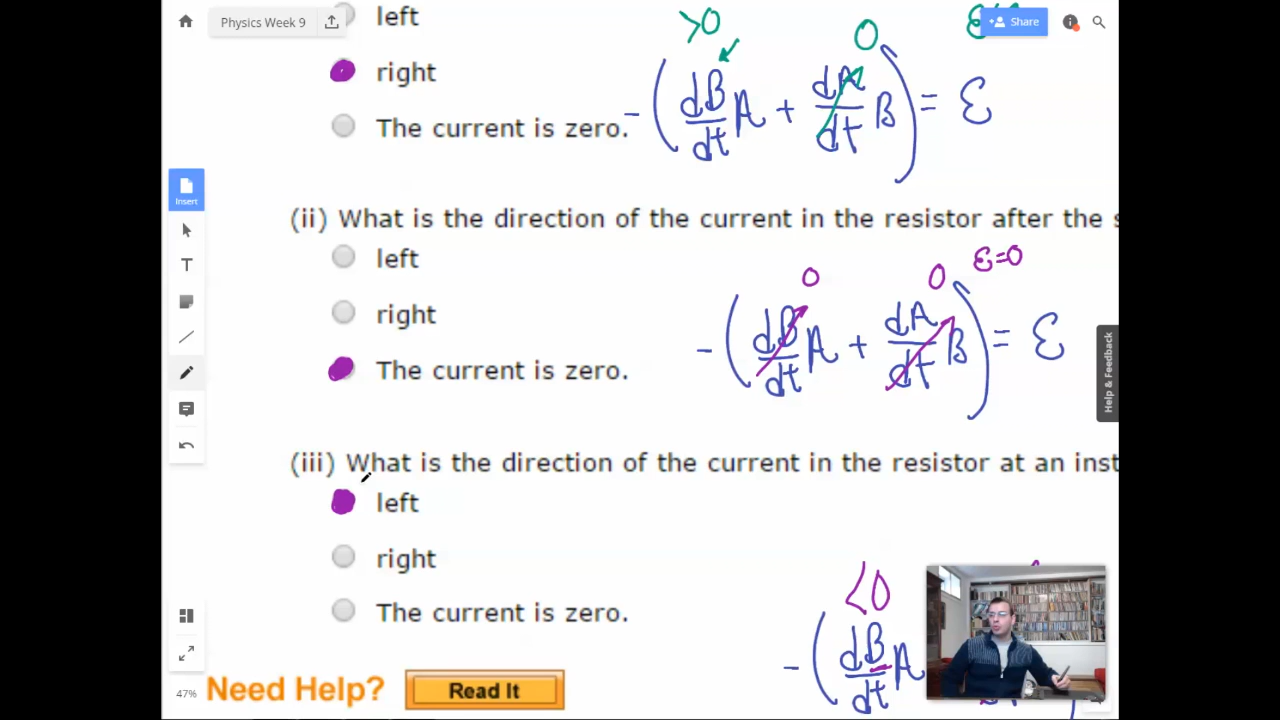 Physics Week 9
Share
left
right
The current is zero.
>0
0
- ( dB/dt A + dA/dt B ) = ε
Insert
(ii) What is the direction of the current in the resistor after the s
left
right
The current is zero.
0
0
ε=0
- ( dB/dt A + dA/dt B ) = ε
Help & Feedback
(iii) What is the direction of the current in the resistor at an inst
left
right
The current is zero.
<0
- ( dB/dt A
47%
Need Help?
Read It